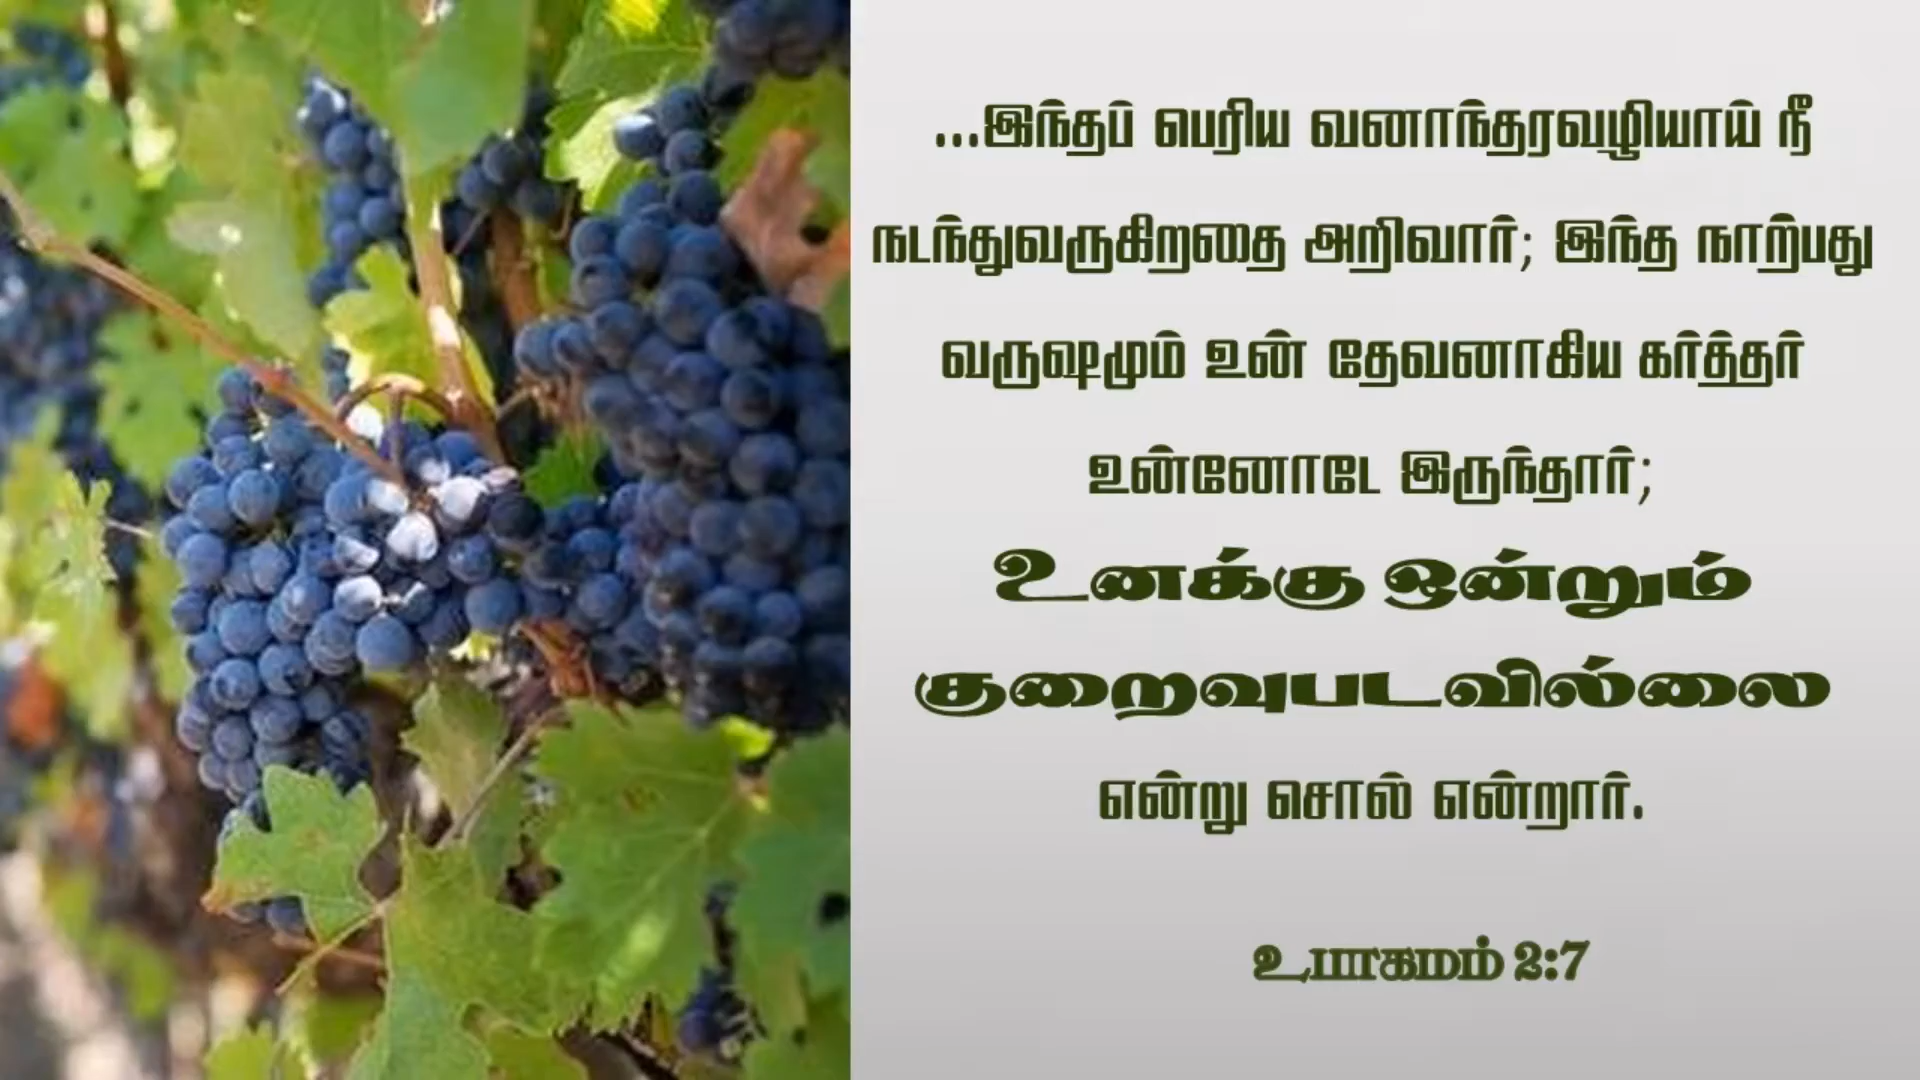 ...இந்தப் பெரிய வனாந்தரவழியாய் நீ
நடந்துவருகிறதை அறிவார்; இந்த நாற்பது
வருஷமும் உன் தேவனாகிய கர்த்தர்
உன்னோடே இருந்தார்;
உனக்கு ஒன்றும்
குறைவுபடவில்லை
என்று சொல் என்றார்.
உபாகமம் 2:7